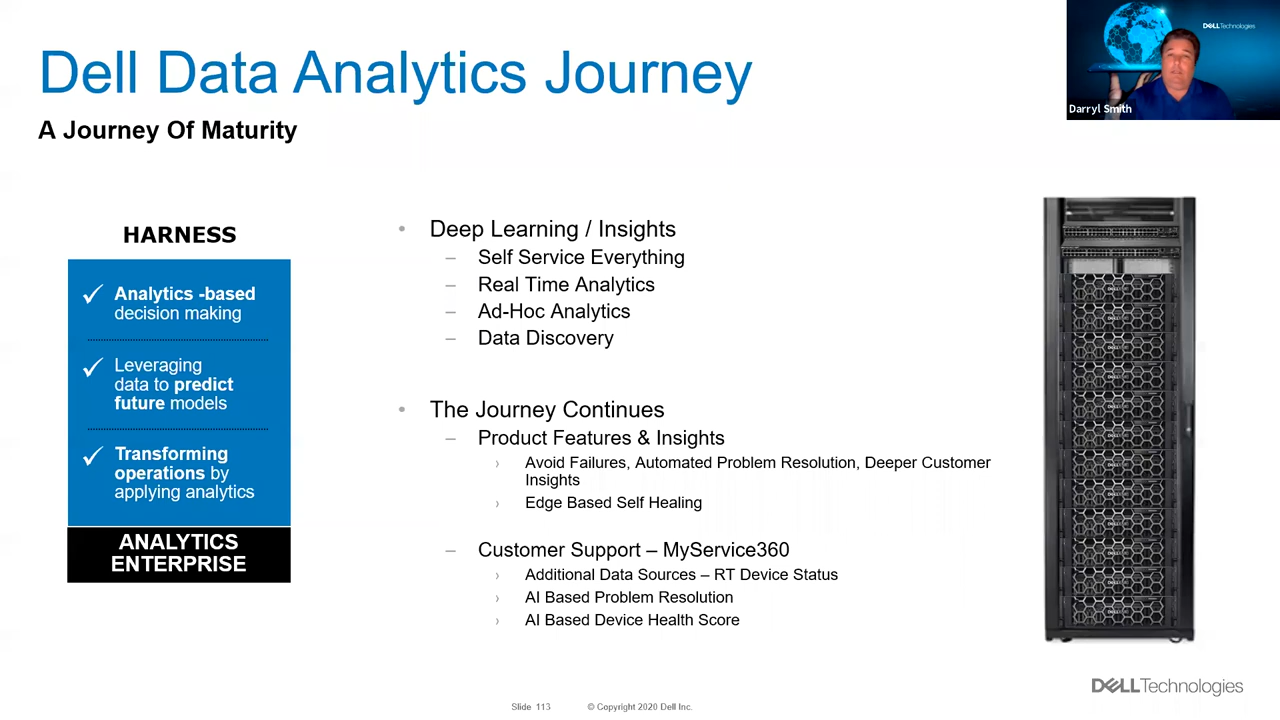 Dell Data Analytics Journey
A Journey Of Maturity
DELLTechnologies
Darryl Smith
HARNESS
Analytics -based
decision making
Leveraging
data to predict
future models
Transforming
operations by
applying analytics
ANALYTICS
ENTERPRISE
• Deep Learning / Insights
– Self Service Everything
– Real Time Analytics
– Ad-Hoc Analytics
– Data Discovery
• The Journey Continues
– Product Features & Insights
› Avoid Failures, Automated Problem Resolution, Deeper Customer
Insights
› Edge Based Self Healing
– Customer Support – MyService360
› Additional Data Sources – RT Device Status
› AI Based Problem Resolution
› AI Based Device Health Score
DELLTechnologies
Slide 113 © Copyright 2020 Dell Inc.